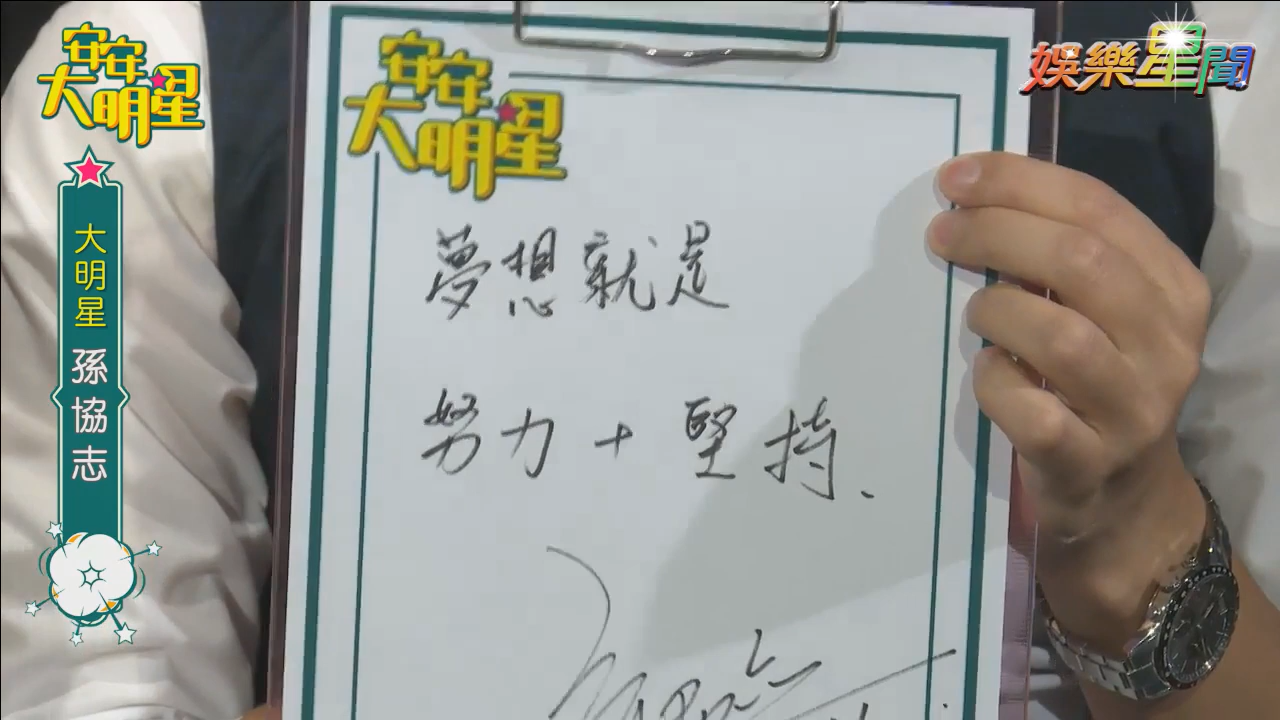 安安
大明星
大明星 孫協志
安安
大明星
夢想就是
努力+堅持、
娛樂星聞